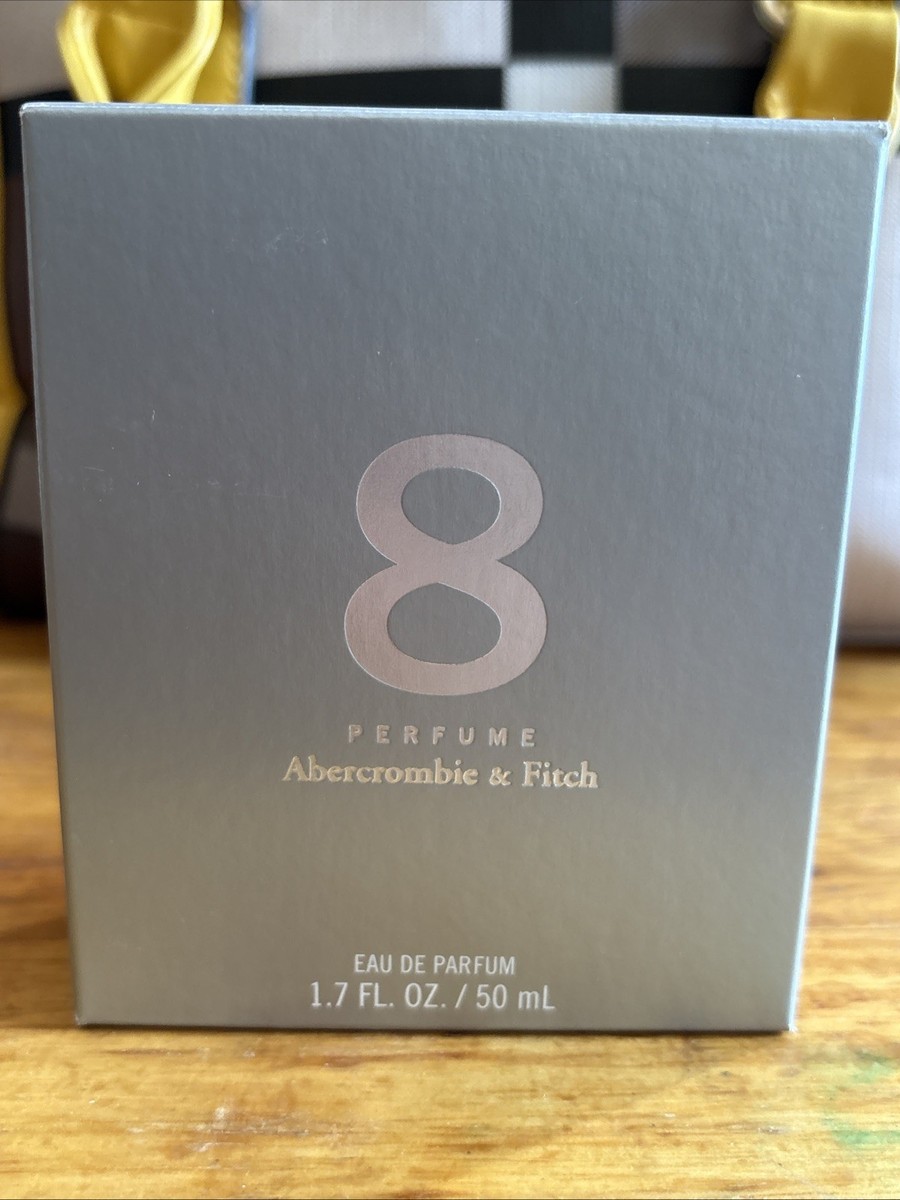 8
PERFUME
Abercrombie & Fitch
EAU DE PARFUM
1.7 FL. OZ. / 50 mL